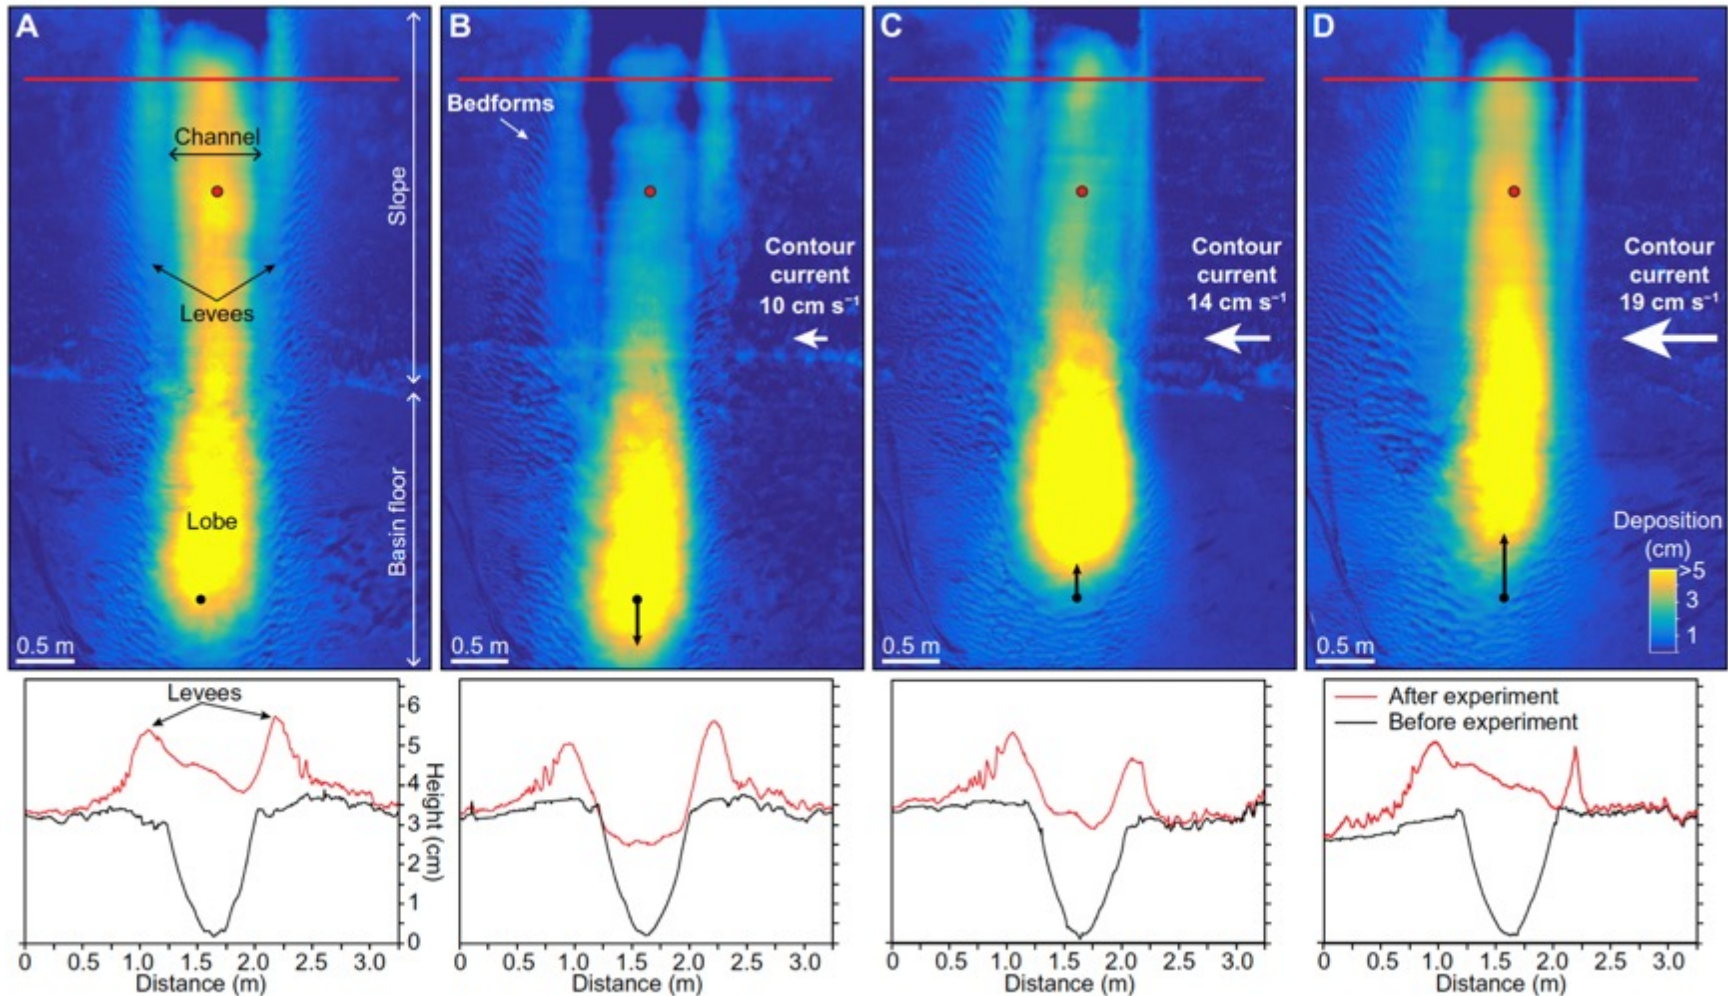 A
Channel
Slope
Levees
Basin floor
Lobe
0.5 m
B
Bedforms
Contour
current
10 cm s⁻¹
0.5 m
C
Contour
current
14 cm s⁻¹
0.5 m
D
Contour
current
19 cm s⁻¹
Deposition
(cm)
>5
3
1
0.5 m
Levees
6
5
4
3
2
1
0
Height (cm)
0 0.5 1.0 1.5 2.0 2.5 3.0
Distance (m)
0 0.5 1.0 1.5 2.0 2.5 3.0
Distance (m)
0 0.5 1.0 1.5 2.0 2.5 3.0
Distance (m)
After experiment
Before experiment
0 0.5 1.0 1.5 2.0 2.5 3.0
Distance (m)